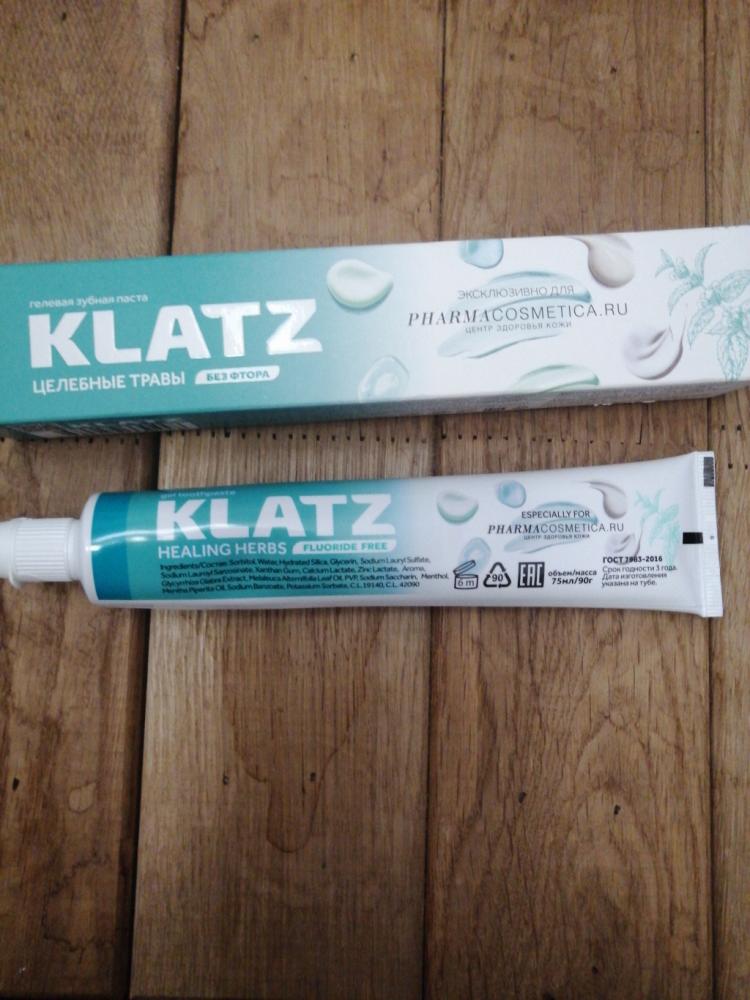 гелевая зубная паста
KLATZ
ЦЕЛЕБНЫЕ ТРАВЫ БЕЗ ФТОРА
ЭКСКЛЮЗИВНО ДЛЯ
PHARMACOSMETICA.RU
ЦЕНТР ЗДОРОВЬЯ КОЖИ
gel toothpaste
KLATZ
HEALING HERBS FLUORIDE FREE
Ingredients/Состав: Sorbitol, Water, Hydrated Silica, Glycerin, Sodium Lauryl Sulfate,
Sodium Lauroyl Sarcosinate, Xanthan Gum, Calcium Lactate, Zinc Lactate, Aroma,
Glycyrrhiza Glabra Extract, Melaleuca Alternifolia Leaf Oil, PVP, Sodium Saccharin, Menthol,
Mentha Piperita Oil, Sodium Benzoate, Potassium Sorbate, C.I. 19140, C.I. 42090
ESPECIALLY FOR
PHARMACOSMETICA.RU
ЦЕНТР ЗДОРОВЬЯ КОЖИ
6 m
90
EAC
объем/масса
75мл/90г
ГОСТ 7983-2016
Срок годности 3 года.
Дата изготовления
указана на тубе.